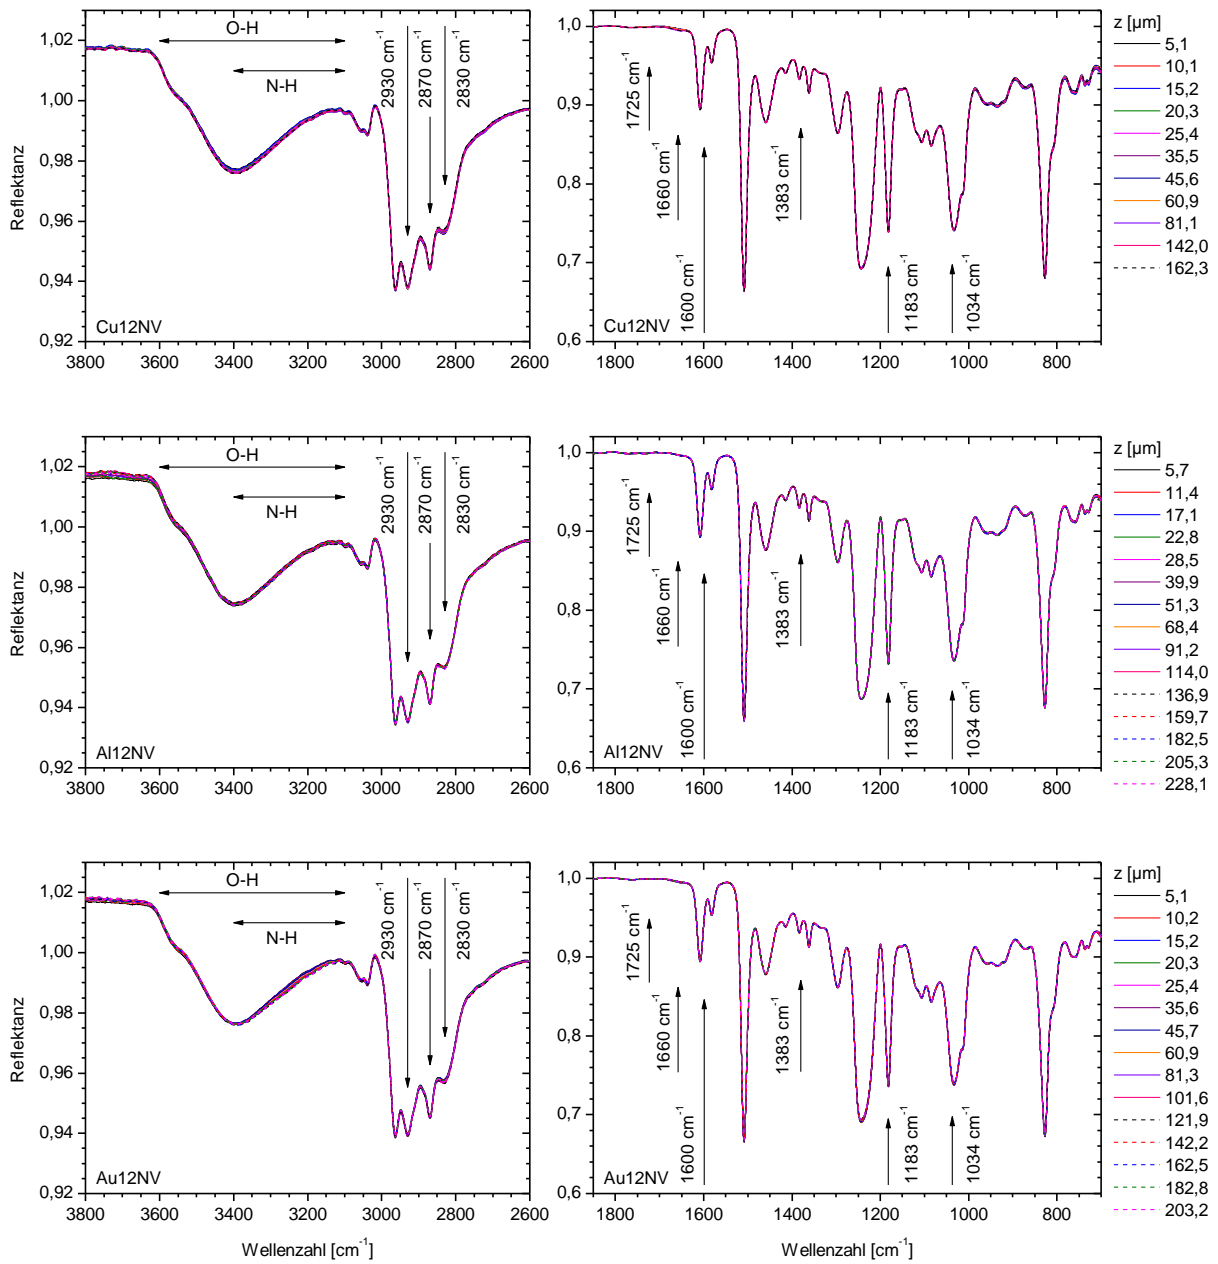 1,02
1,00
0,98
0,96
0,94
0,92
Reflektanz
O-H
N-H
2930 cm⁻¹
2870 cm⁻¹
2830 cm⁻¹
Cu12NV
3800 3600 3400 3200 3000 2800 2600
1,0
0,9
0,8
0,7
0,6
1725 cm⁻¹
1660 cm⁻¹
1600 cm⁻¹
1383 cm⁻¹
1183 cm⁻¹
1034 cm⁻¹
Cu12NV
1800 1600 1400 1200 1000 800
z [µm]
5,1
10,1
15,2
20,3
25,4
35,5
45,6
60,9
81,1
142,0
162,3
1,02
1,00
0,98
0,96
0,94
0,92
Reflektanz
O-H
N-H
2930 cm⁻¹
2870 cm⁻¹
2830 cm⁻¹
Al12NV
3800 3600 3400 3200 3000 2800 2600
1,0
0,9
0,8
0,7
0,6
1725 cm⁻¹
1660 cm⁻¹
1600 cm⁻¹
1383 cm⁻¹
1183 cm⁻¹
1034 cm⁻¹
Al12NV
1800 1600 1400 1200 1000 800
z [µm]
5,7
11,4
17,1
22,8
28,5
39,9
51,3
68,4
91,2
114,0
136,9
159,7
182,5
205,3
228,1
1,02
1,00
0,98
0,96
0,94
0,92
Reflektanz
O-H
N-H
2930 cm⁻¹
2870 cm⁻¹
2830 cm⁻¹
Au12NV
3800 3600 3400 3200 3000 2800 2600
Wellenzahl [cm⁻¹]
1,0
0,9
0,8
0,7
0,6
1725 cm⁻¹
1660 cm⁻¹
1600 cm⁻¹
1383 cm⁻¹
1183 cm⁻¹
1034 cm⁻¹
Au12NV
1800 1600 1400 1200 1000 800
Wellenzahl [cm⁻¹]
z [µm]
5,1
10,2
15,2
20,3
25,4
35,6
45,7
60,9
81,3
101,6
121,9
142,2
162,5
182,8
203,2